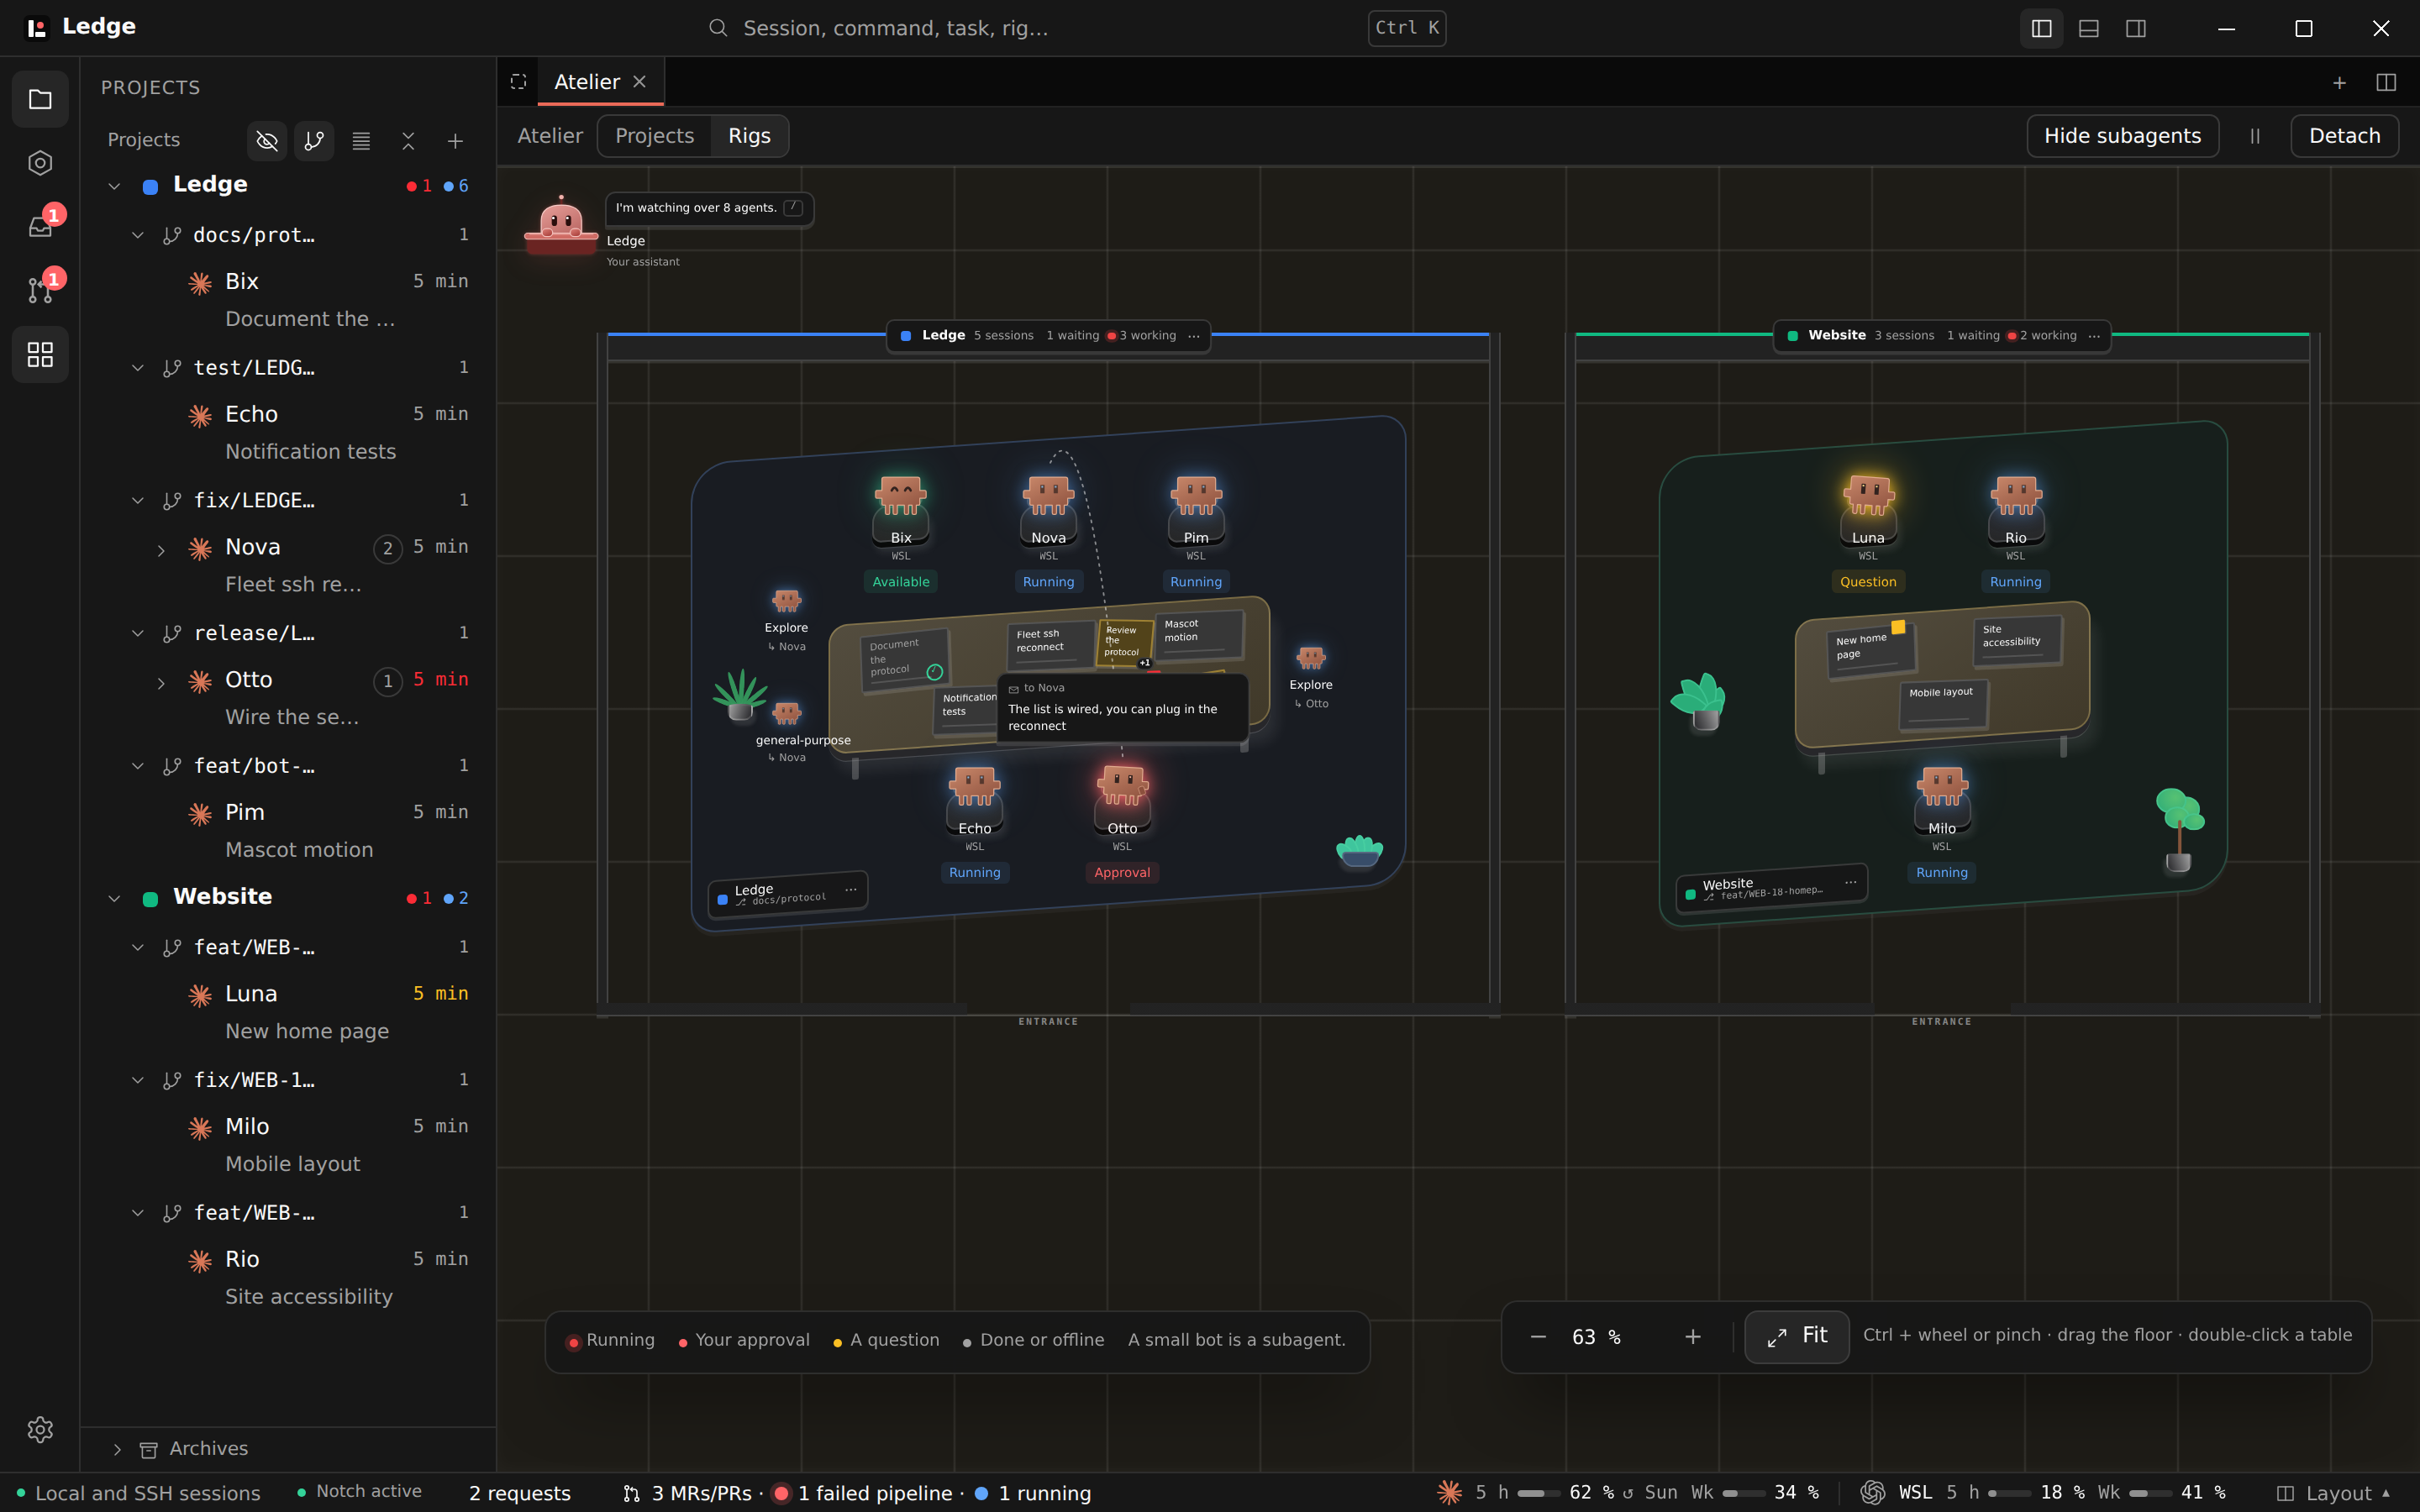 Ledge
Session, command, task, rig…
Ctrl K
PROJECTS
Projects
Ledge 1 6
docs/prot… 1
Bix 5 min
Document the …
test/LEDG… 1
Echo 5 min
Notification tests
fix/LEDGE… 1
Nova 2 5 min
Fleet ssh re…
release/L… 1
Otto 1 5 min
Wire the se…
feat/bot-… 1
Pim 5 min
Mascot motion
Website 1 2
feat/WEB-… 1
Luna 5 min
New home page
fix/WEB-1… 1
Milo 5 min
Mobile layout
feat/WEB-… 1
Rio 5 min
Site accessibility
Archives
1
1
Atelier
Atelier Projects Rigs
Hide subagents
Detach
I'm watching over 8 agents. /
Ledge
Your assistant
Ledge 5 sessions 1 waiting 3 working ···
Bix
WSL
Available
Nova
WSL
Running
Pim
WSL
Running
Explore
↳ Nova
general-purpose
↳ Nova
Document
the
protocol
Fleet ssh
reconnect
Review
the
protocol
+1
Mascot
motion
Notification
tests
to Nova
The list is wired, you can plug in the
reconnect
Explore
↳ Otto
Echo
WSL
Running
Otto
WSL
Approval
Ledge
docs/protocol
···
ENTRANCE
Website 3 sessions 1 waiting 2 working ···
Luna
WSL
Question
Rio
WSL
Running
New home
page
Site
accessibility
Mobile layout
Milo
WSL
Running
Website
feat/WEB-18-homep…
···
ENTRANCE
Running Your approval A question Done or offline A small bot is a subagent.
− 63 % + Fit Ctrl + wheel or pinch · drag the floor · double-click a table
Local and SSH sessions Notch active 2 requests 3 MRs/PRs · 1 failed pipeline · 1 running
5 h 62 % ↺ Sun Wk 34 % WSL 5 h 18 % Wk 41 % Layout ▴